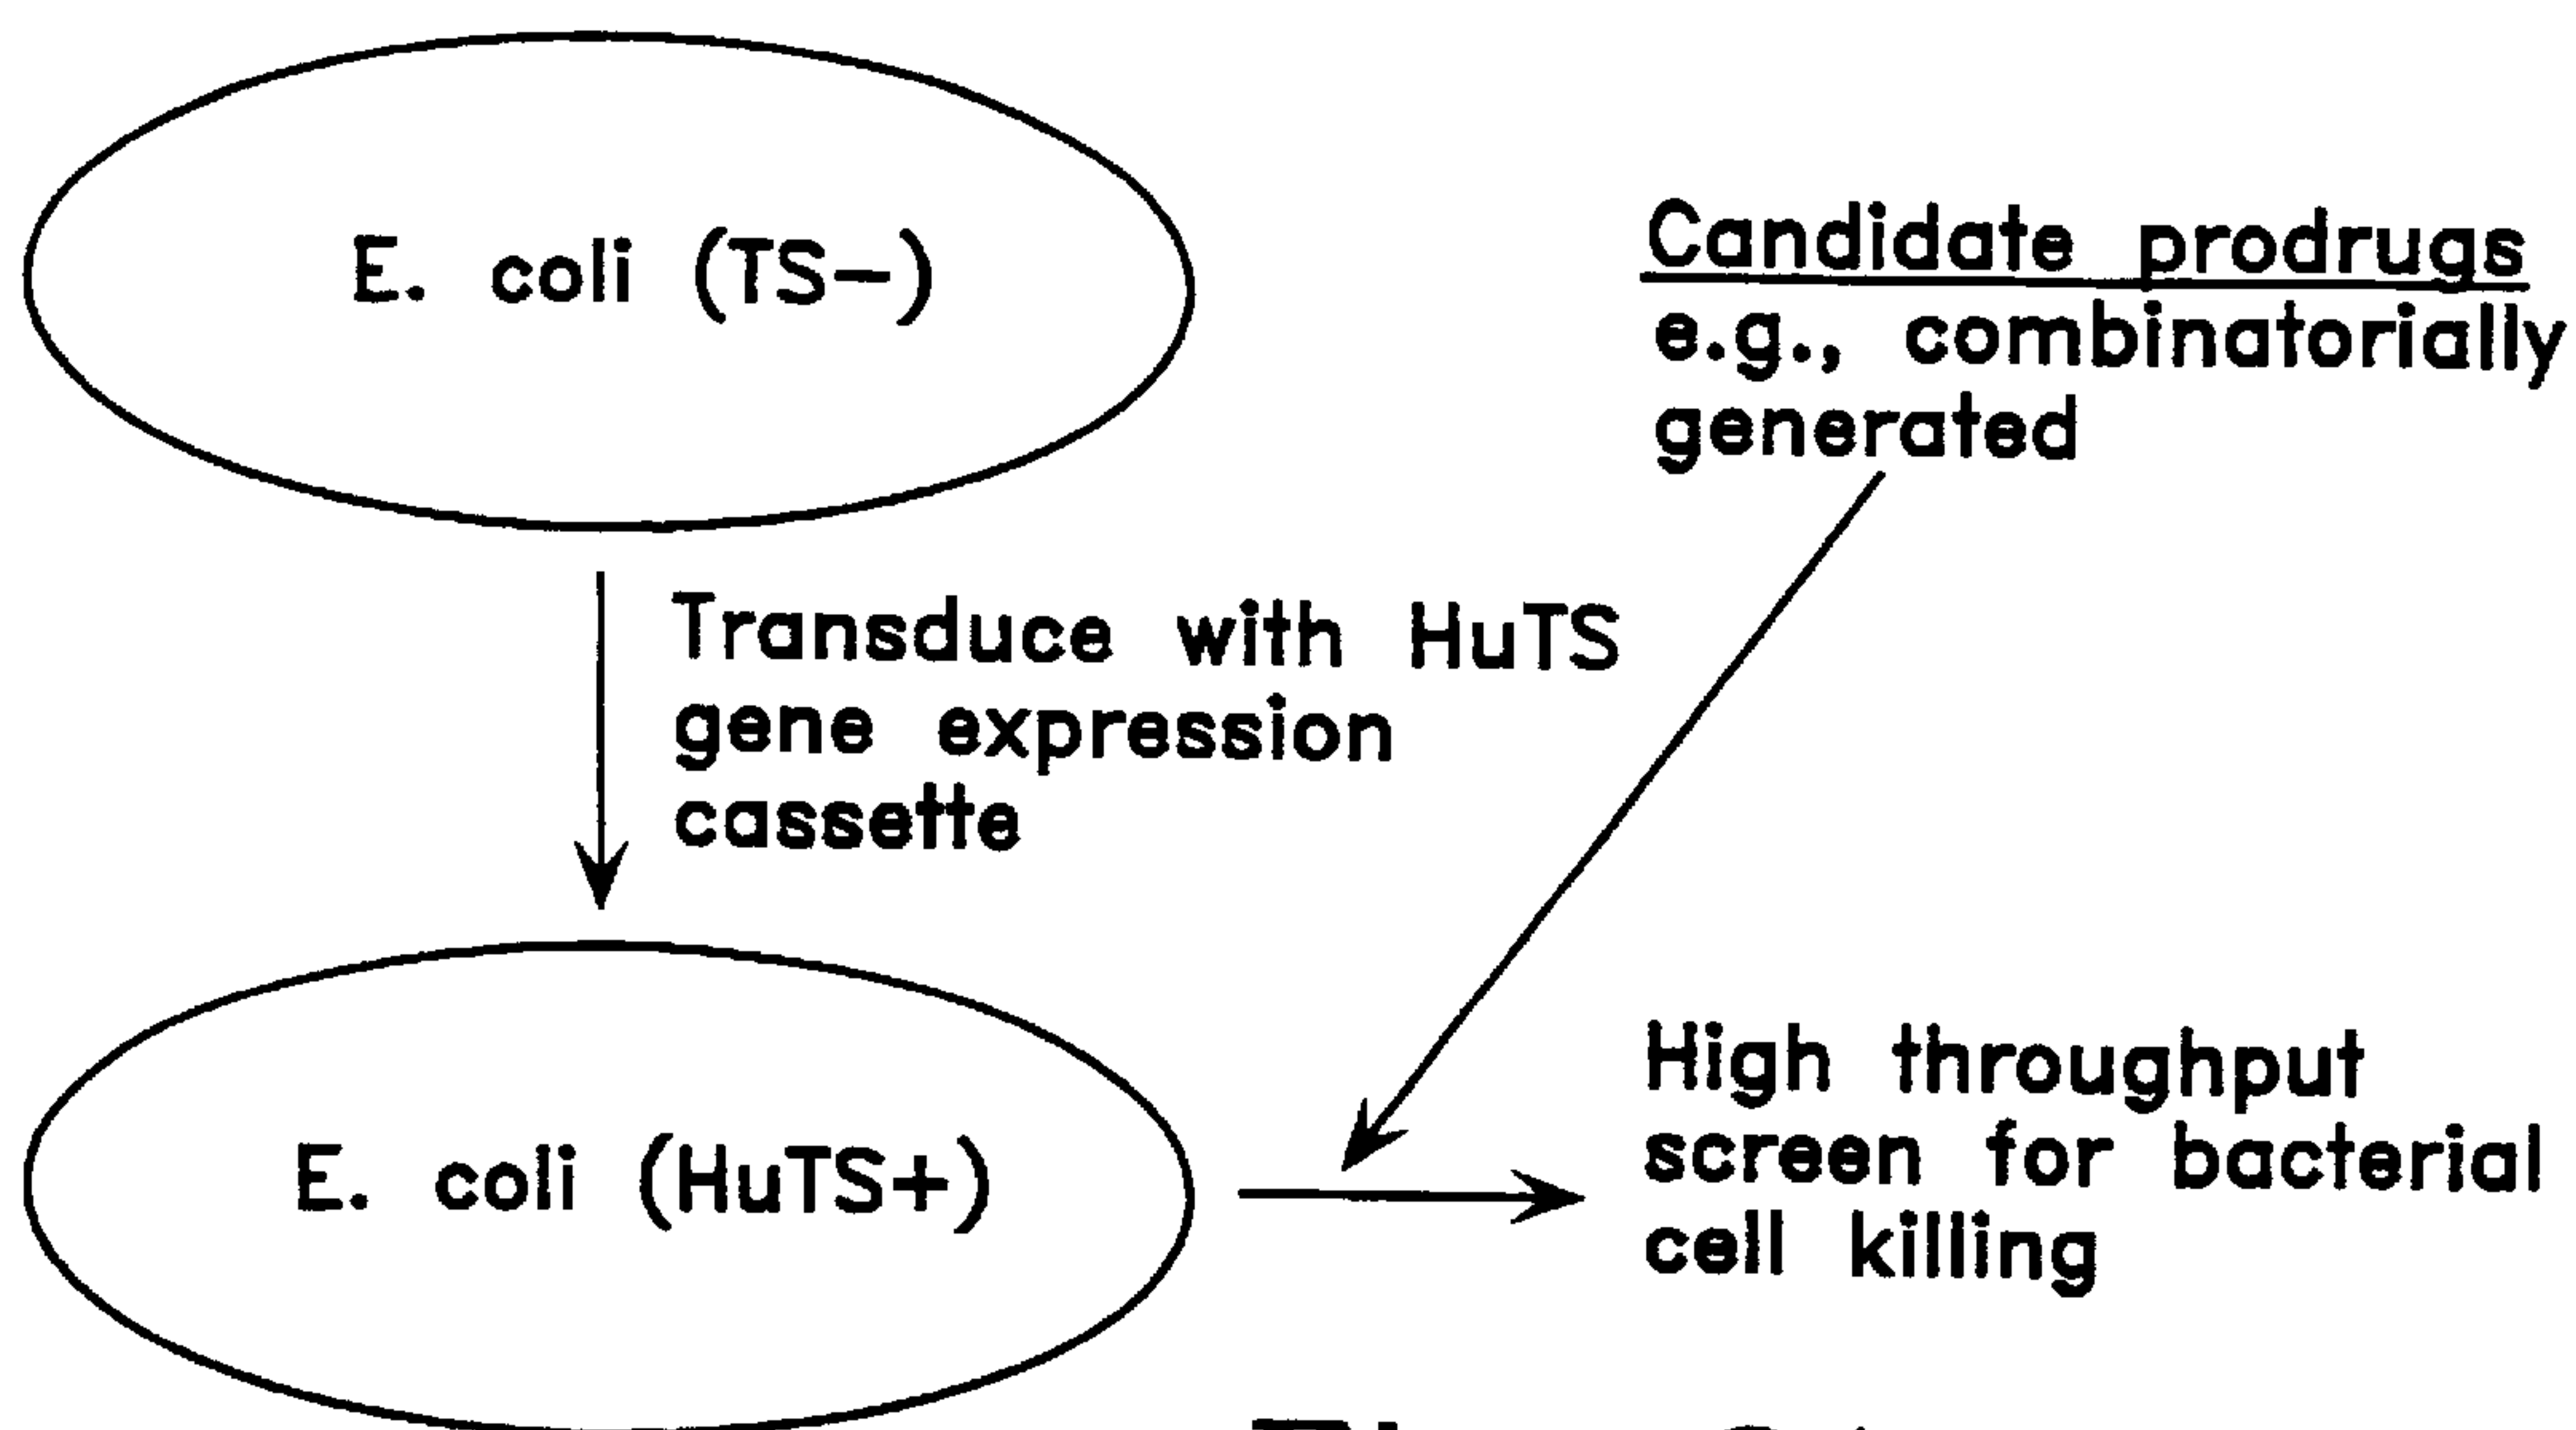 E. coli (TS-)
Candidate prodrugs
e.g., combinatorially
generated
Transduce with HuTS
gene expression
cassette
E. coli (HuTS+)
High throughput
screen for bacterial
cell killing